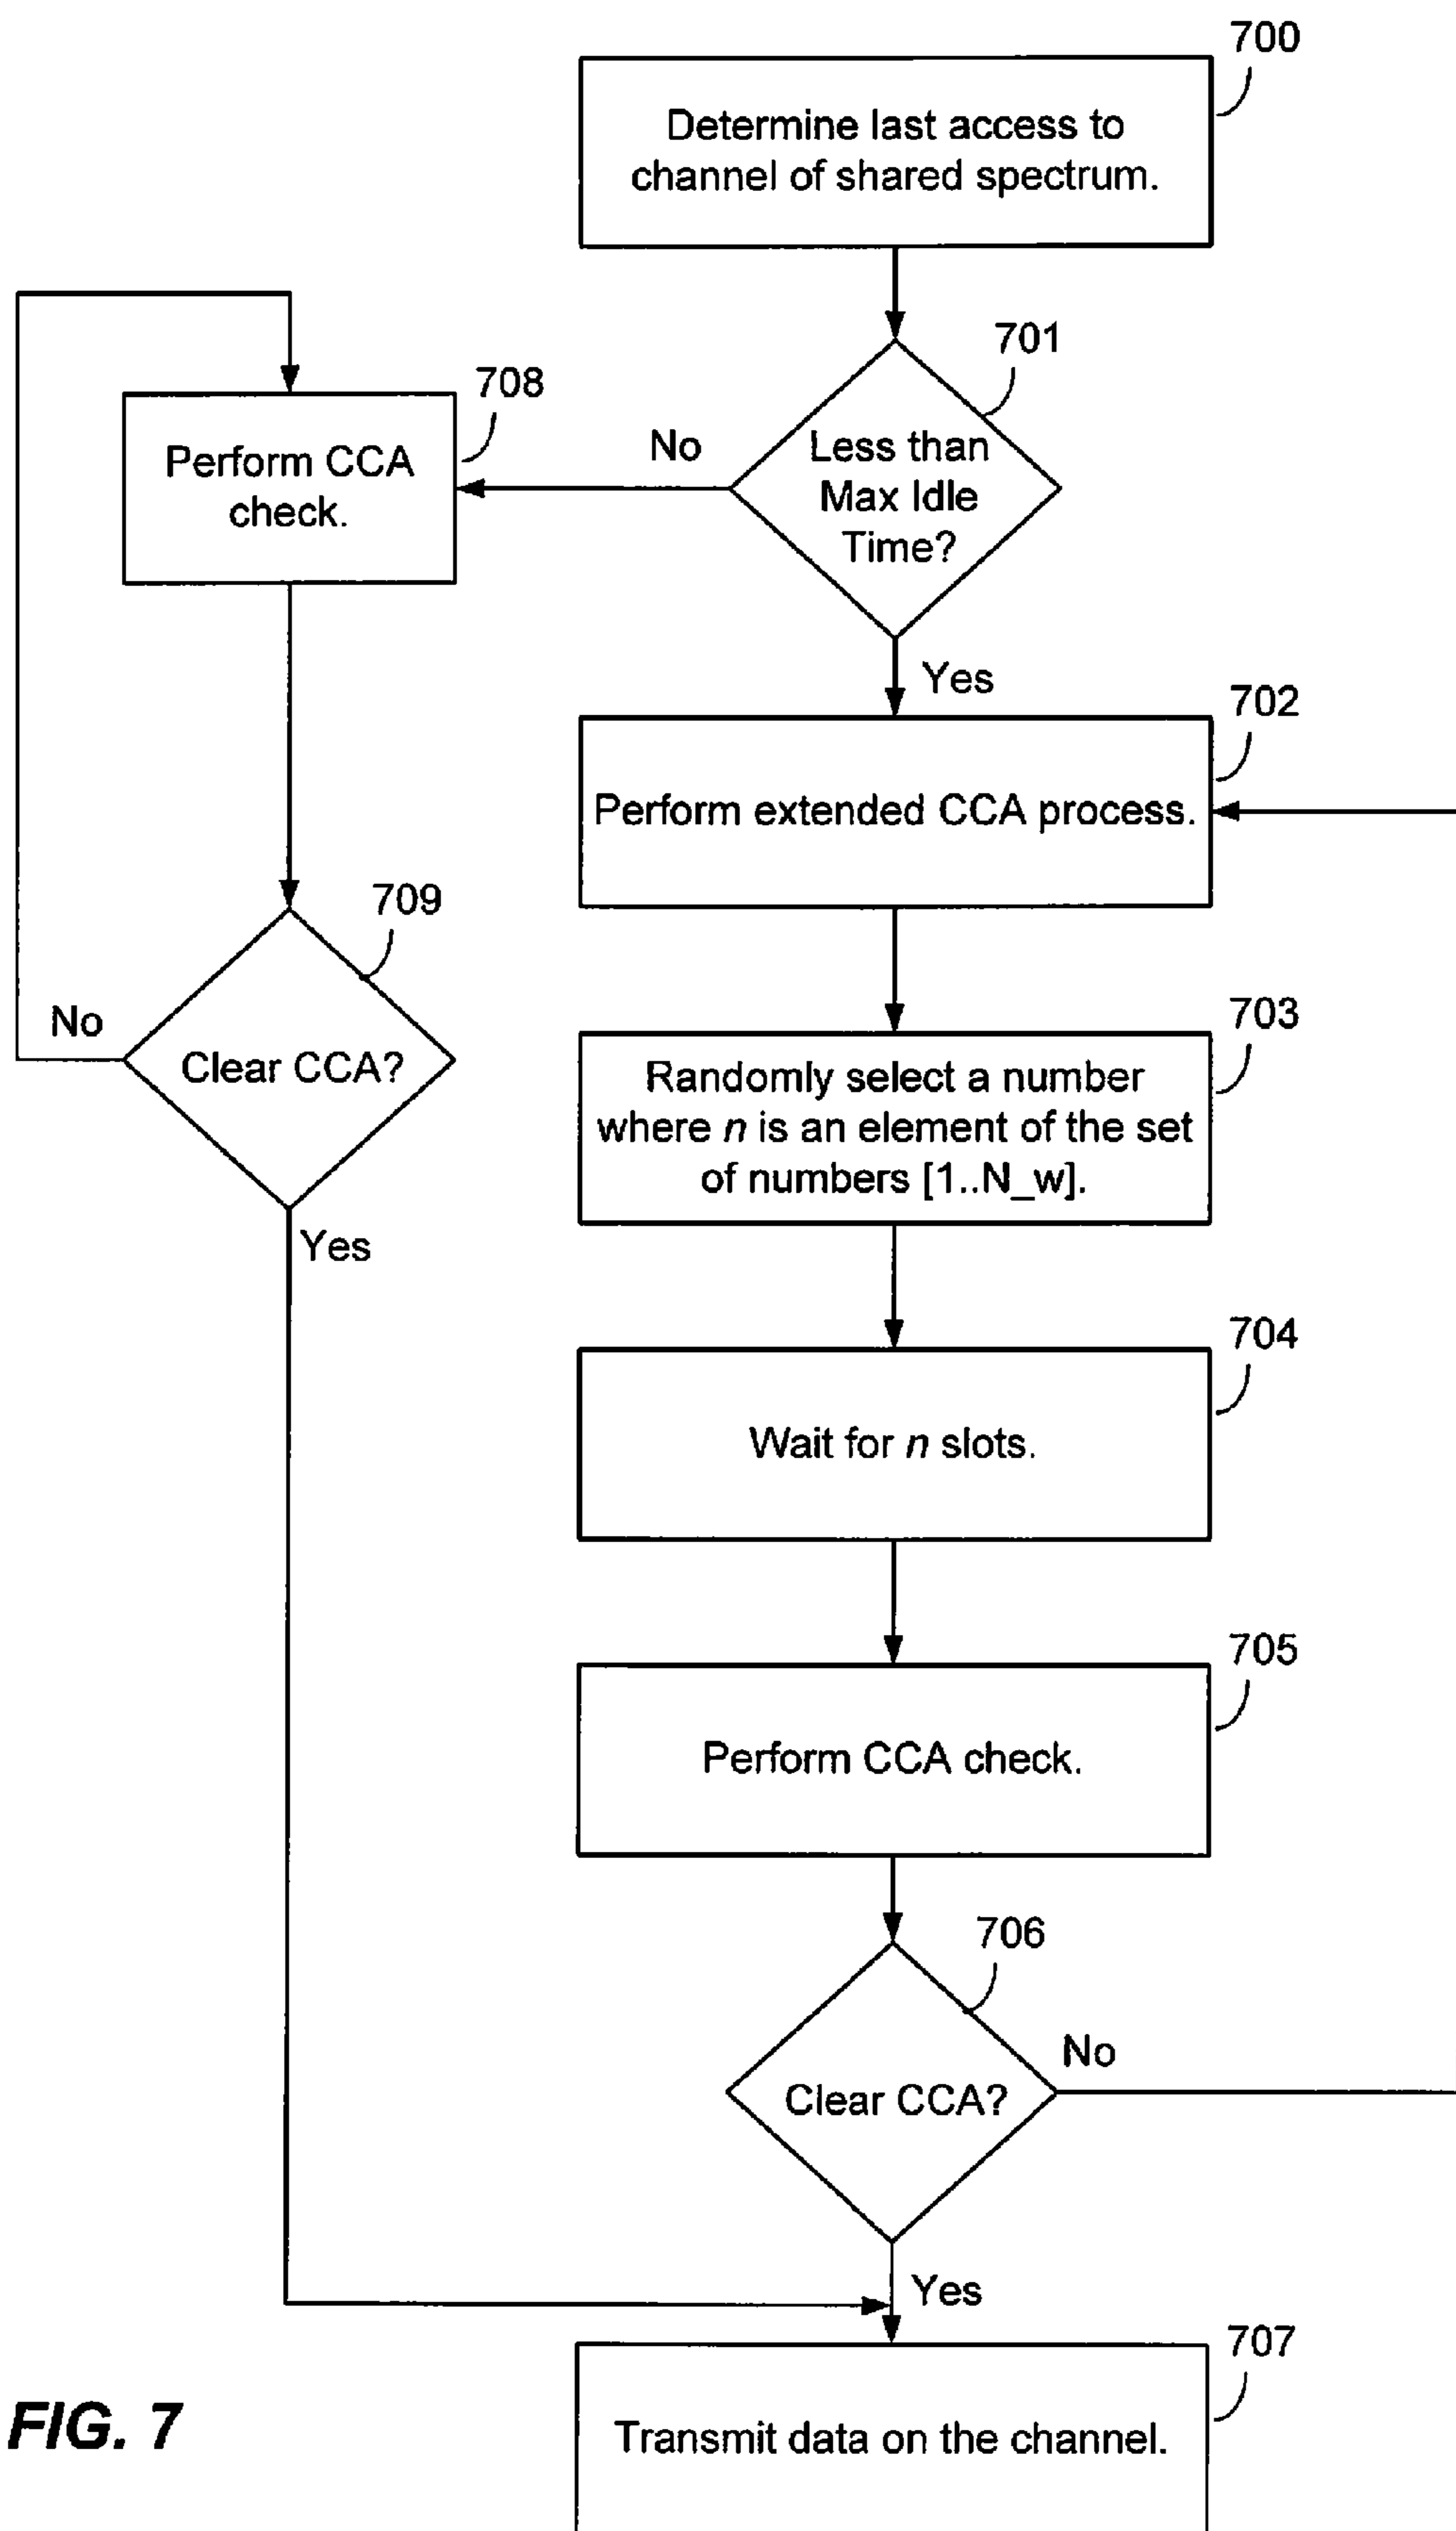 700
Determine last access to
channel of shared spectrum.
701
Less than
Max Idle
Time?
No
Yes
708
Perform CCA
check.
702
Perform extended CCA process.
709
Clear CCA?
No
Yes
703
Randomly select a number
where n is an element of the set
of numbers [1..N_w].
704
Wait for n slots.
705
Perform CCA check.
706
Clear CCA?
No
Yes
707
Transmit data on the channel.
FIG. 7